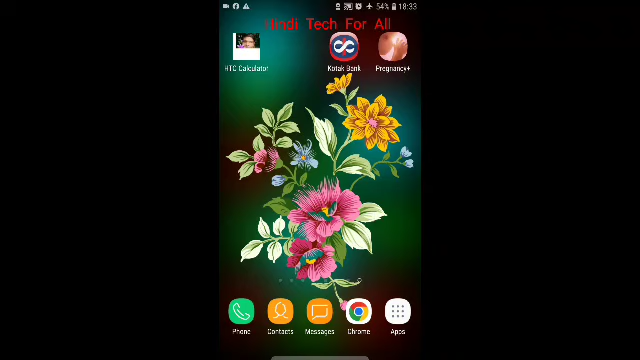 54% 18:33
Hindi Tech For All
HTC Calculator
Kotak Bank
Pregnancy+
Phone
Contacts
Messages
Chrome
Apps